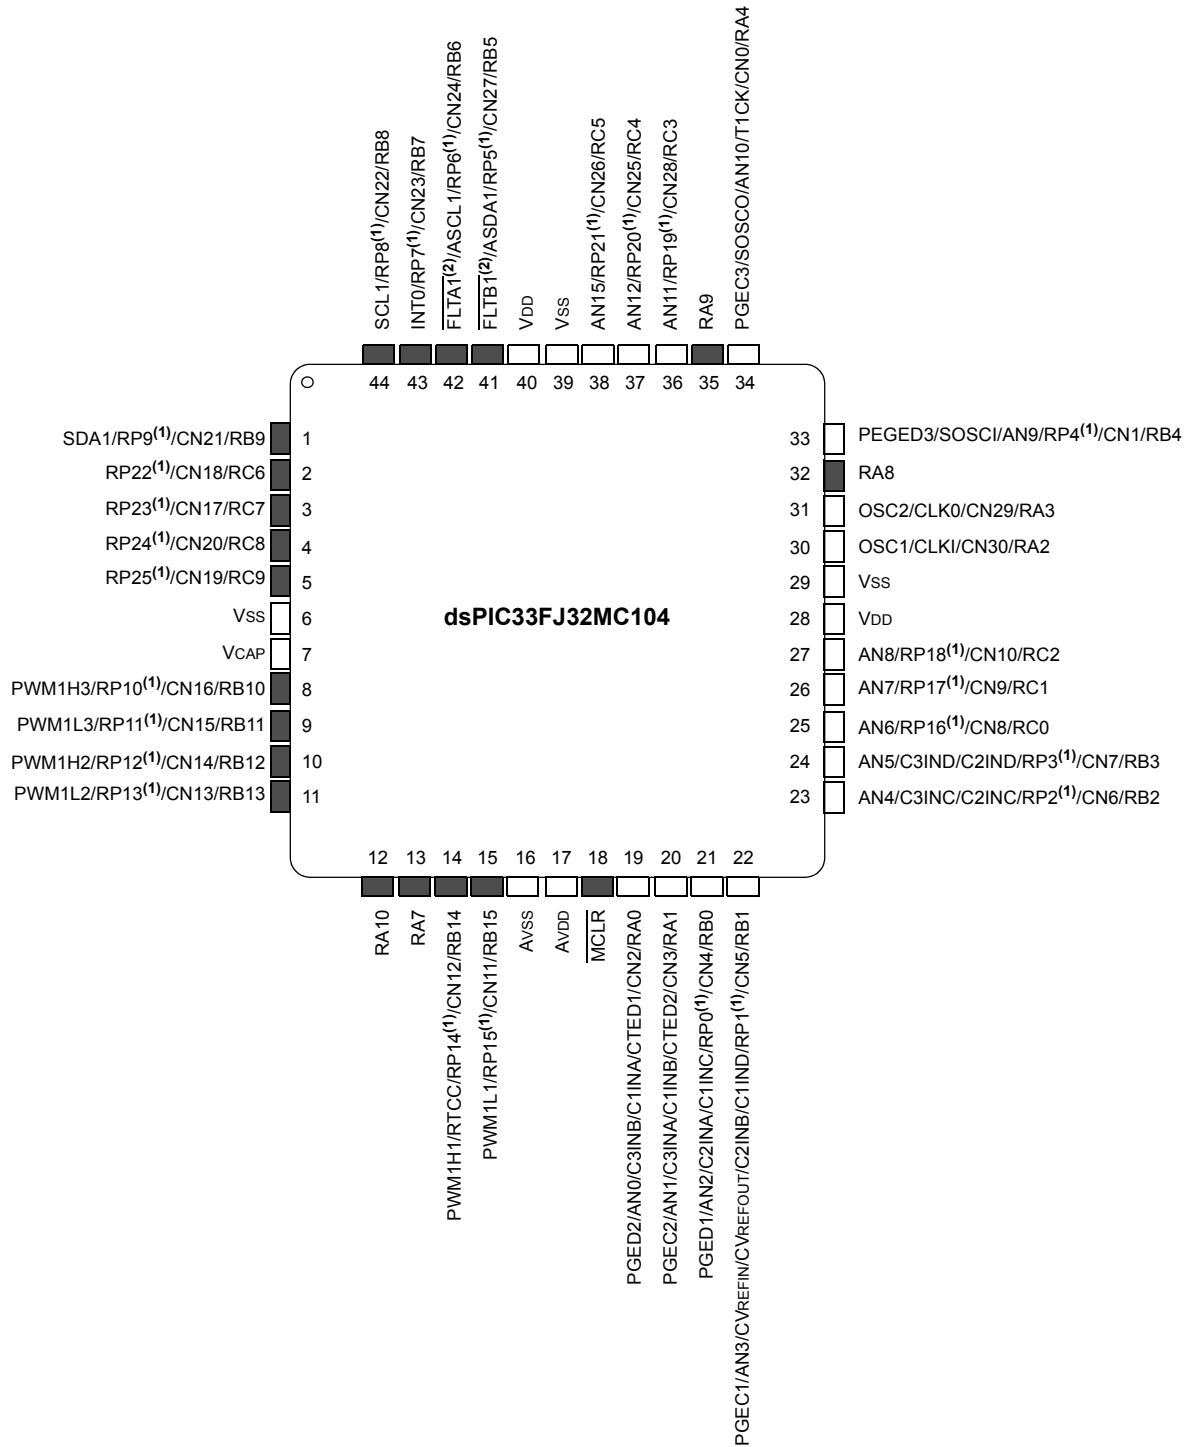 SCL1/RP8(1)/CN22/RB8
INT0/RP7(1)/CN23/RB7
FLTA1(2)/ASCL1/RP6(1)/CN24/RB6
FLTB1(2)/ASDA1/RP5(1)/CN27/RB5
VDD
VSS
AN15/RP21(1)/CN26/RC5
AN12/RP20(1)/CN25/RC4
AN11/RP19(1)/CN28/RC3
RA9
PGEC3/SOSCO/AN10/T1CK/CN0/RA4
44 43 42 41 40 39 38 37 36 35 34
SDA1/RP9(1)/CN21/RB9 1
RP22(1)/CN18/RC6 2
RP23(1)/CN17/RC7 3
RP24(1)/CN20/RC8 4
RP25(1)/CN19/RC9 5
VSS 6
VCAP 7
PWM1H3/RP10(1)/CN16/RB10 8
PWM1L3/RP11(1)/CN15/RB11 9
PWM1H2/RP12(1)/CN14/RB12 10
PWM1L2/RP13(1)/CN13/RB13 11
dsPIC33FJ32MC104
33 PEGED3/SOSCI/AN9/RP4(1)/CN1/RB4
32 RA8
31 OSC2/CLK0/CN29/RA3
30 OSC1/CLKI/CN30/RA2
29 VSS
28 VDD
27 AN8/RP18(1)/CN10/RC2
26 AN7/RP17(1)/CN9/RC1
25 AN6/RP16(1)/CN8/RC0
24 AN5/C3IND/C2IND/RP3(1)/CN7/RB3
23 AN4/C3INC/C2INC/RP2(1)/CN6/RB2
12 13 14 15 16 17 18 19 20 21 22
RA10
RA7
PWM1H1/RTCC/RP14(1)/CN12/RB14
PWM1L1/RP15(1)/CN11/RB15
AVSS
AVDD
MCLR
PGED2/AN0/C3INB/C1INA/CTED1/CN2/RA0
PGEC2/AN1/C3INA/C1INB/CTED2/CN3/RA1
PGED1/AN2/C2INA/C1INC/RP0(1)/CN4/RB0
PGEC1/AN3/CVREFIN/CVREFOUT/C2INB/C1IND/RP1(1)/CN5/RB1